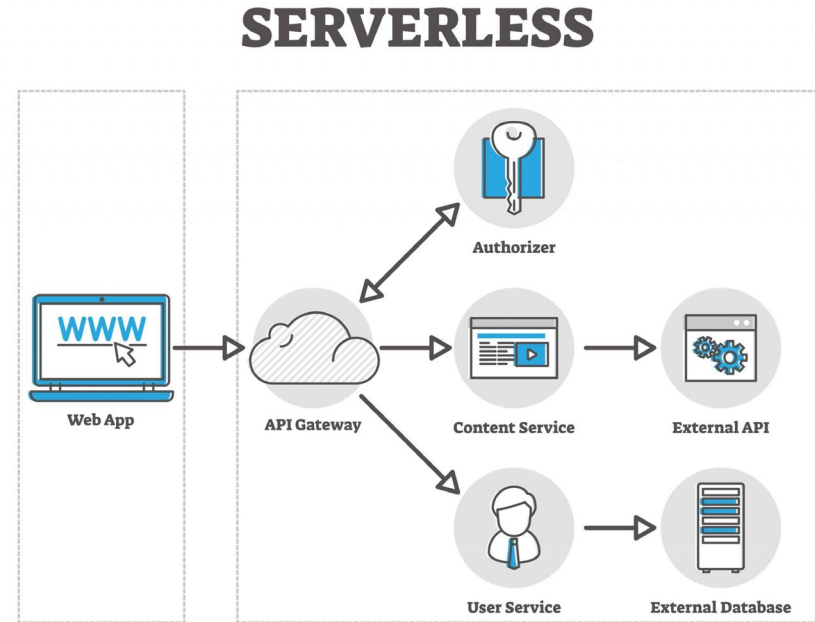 SERVERLESS
Authorizer
WWW
Web App
API Gateway
Content Service
External API
User Service
External Database